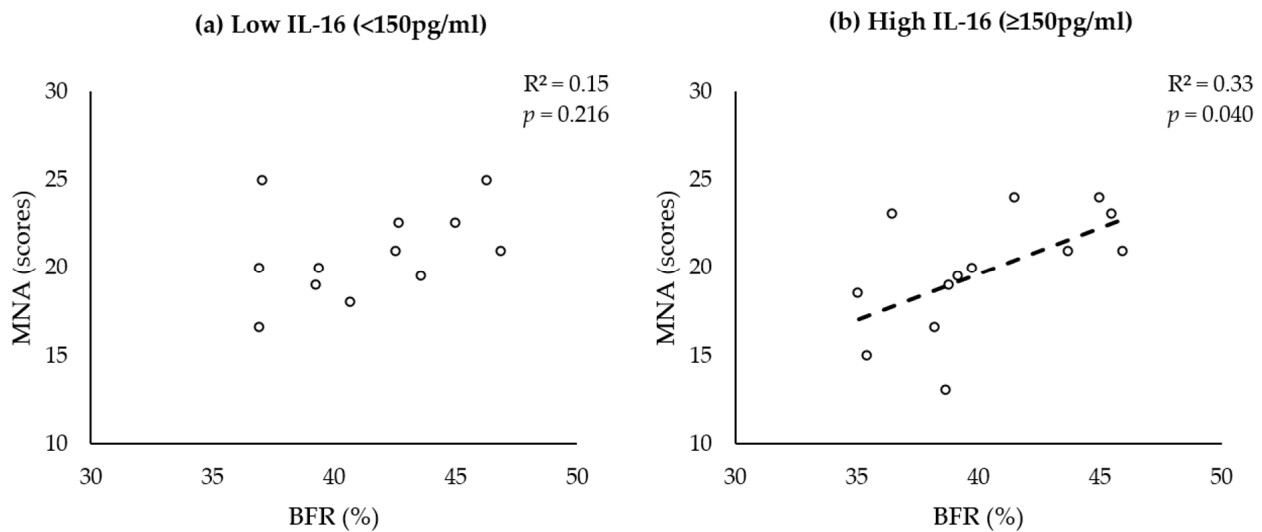 (a) Low IL-16 (<150pg/ml)
R² = 0.15
p = 0.216
30
25
20
15
10
MNA (scores)
30 35 40 45 50
BFR (%)
(b) High IL-16 (≥150pg/ml)
R² = 0.33
p = 0.040
30
25
20
15
10
MNA (scores)
30 35 40 45 50
BFR (%)